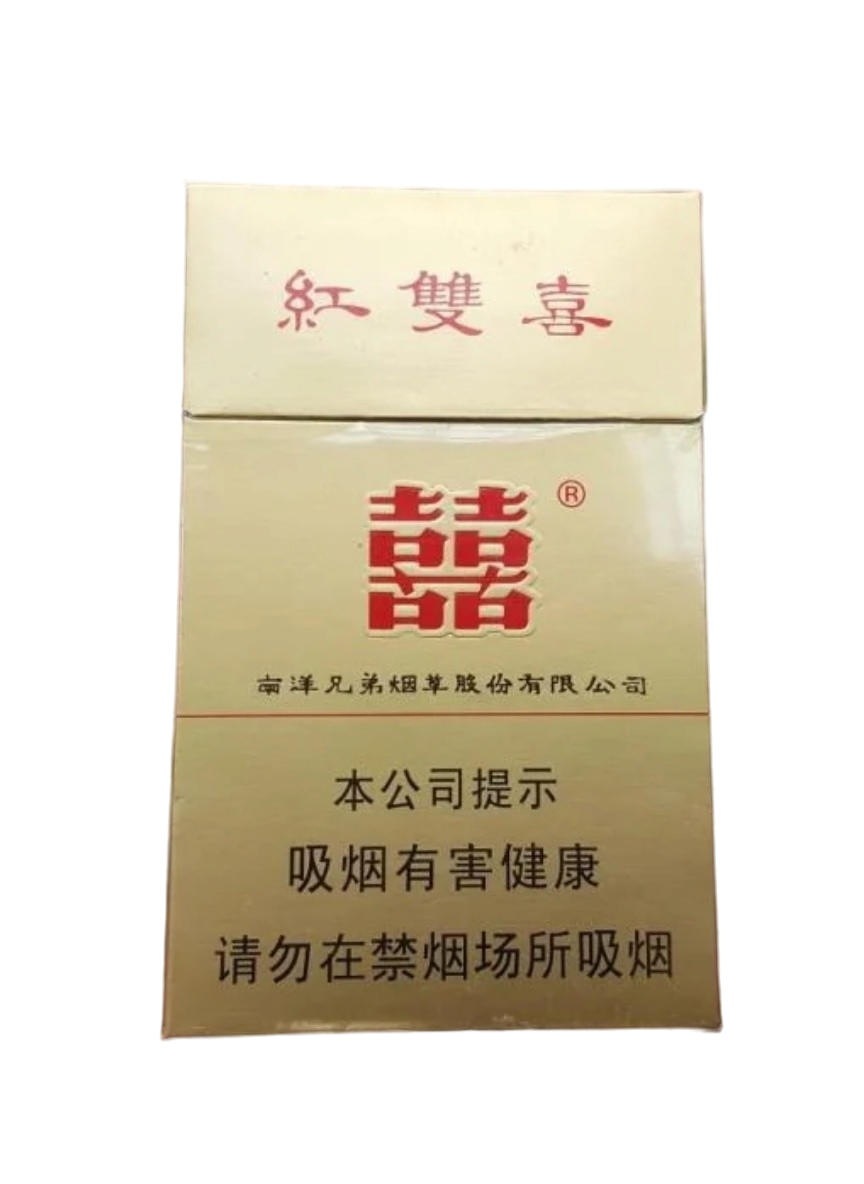 紅雙喜
囍®
南洋兄弟烟草股份有限公司
本公司提示
吸烟有害健康
请勿在禁烟场所吸烟